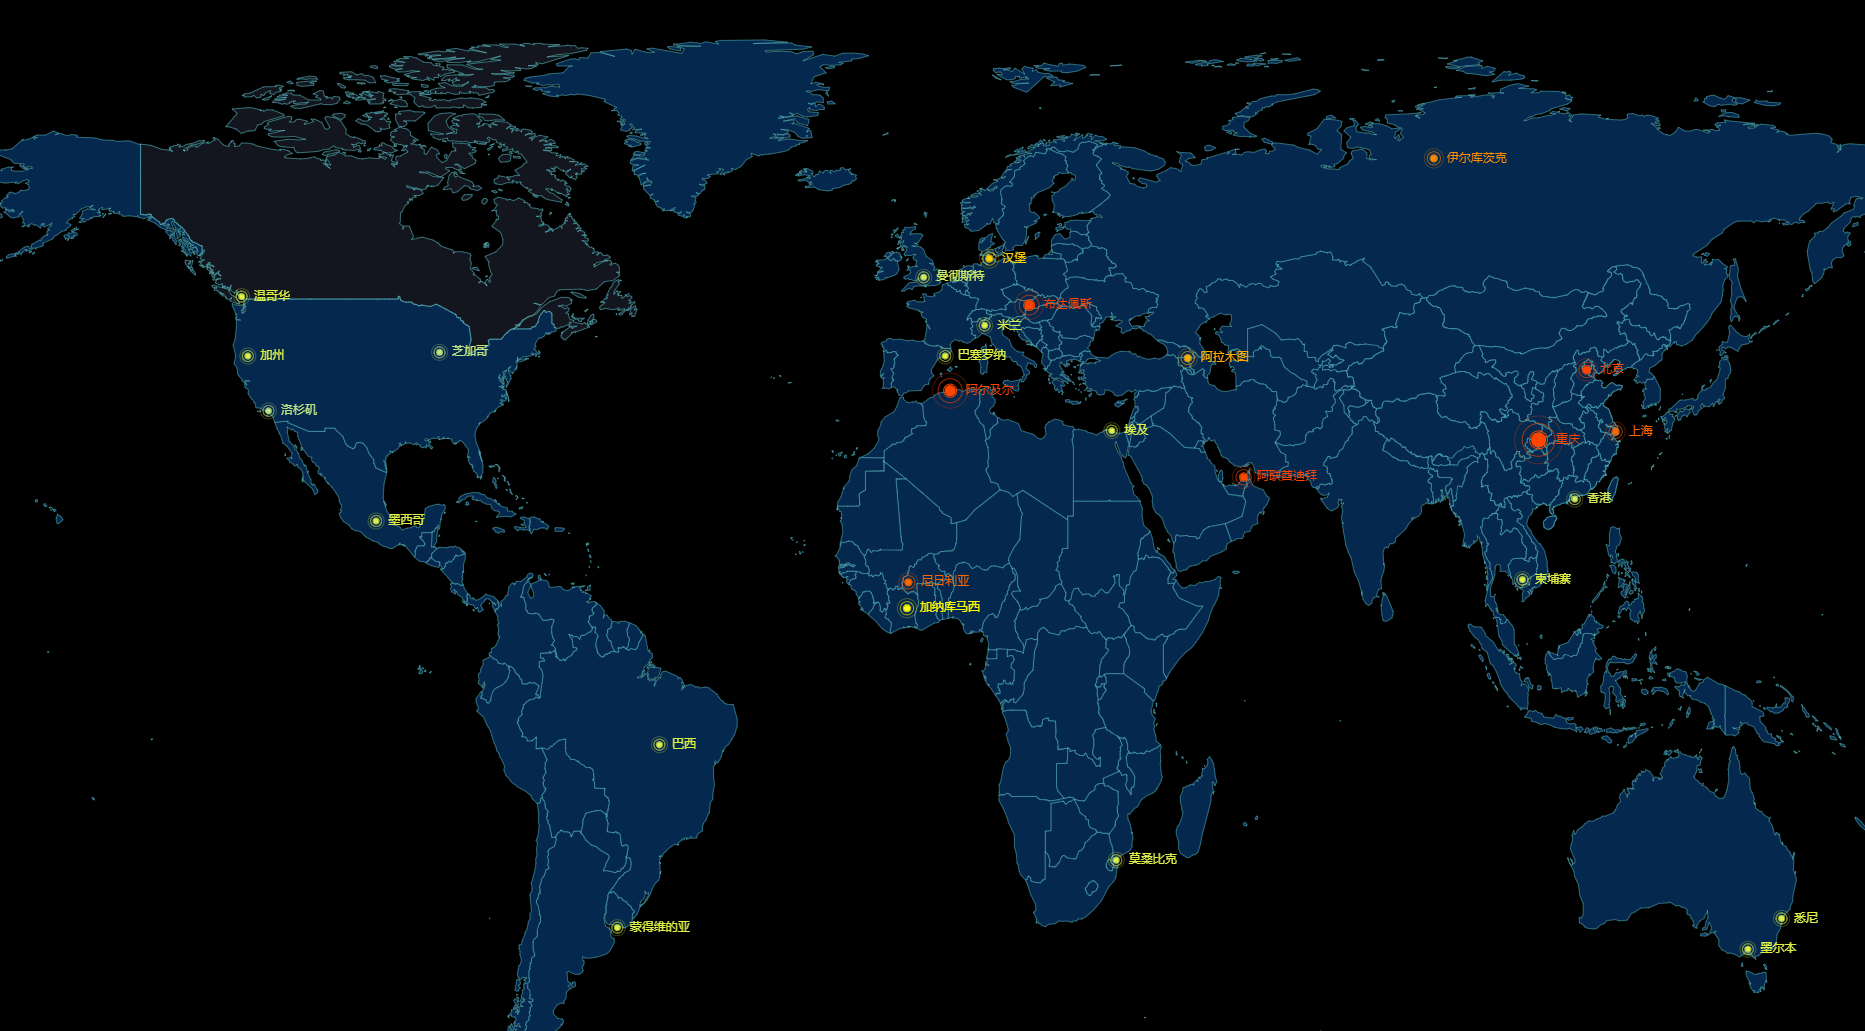 伊尔库茨克
汉堡
曼彻斯特
温哥华
布达佩斯
米兰
芝加哥
加州
巴塞罗纳
阿拉木图
北京
阿尔及尔
洛杉矶
埃及
上海
重庆
阿联酋迪拜
香港
墨西哥
柬埔寨
尼日利亚
加纳库马西
巴西
莫桑比克
悉尼
蒙得维的亚
墨尔本